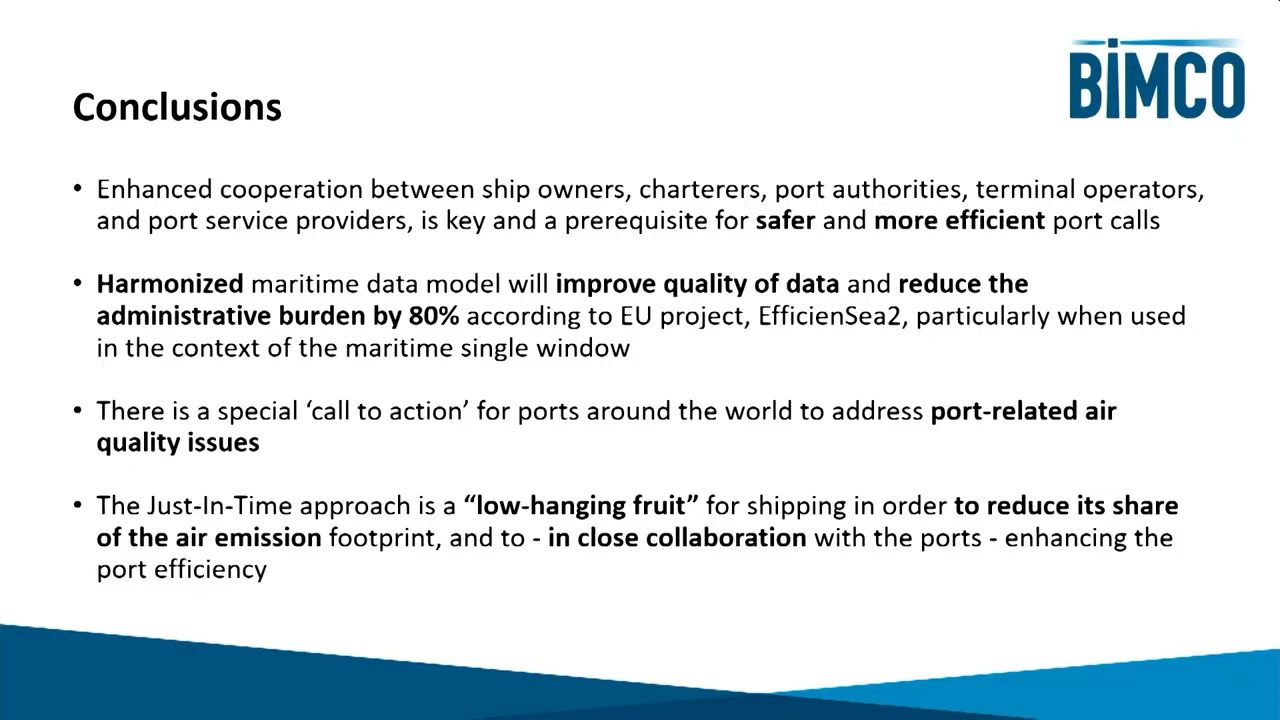 BIMCO
Conclusions
• Enhanced cooperation between ship owners, charterers, port authorities, terminal operators,
and port service providers, is key and a prerequisite for safer and more efficient port calls
• Harmonized maritime data model will improve quality of data and reduce the
administrative burden by 80% according to EU project, EfficienSea2, particularly when used
in the context of the maritime single window
• There is a special ‘call to action’ for ports around the world to address port-related air
quality issues
• The Just-In-Time approach is a “low-hanging fruit” for shipping in order to reduce its share
of the air emission footprint, and to - in close collaboration with the ports - enhancing the
port efficiency